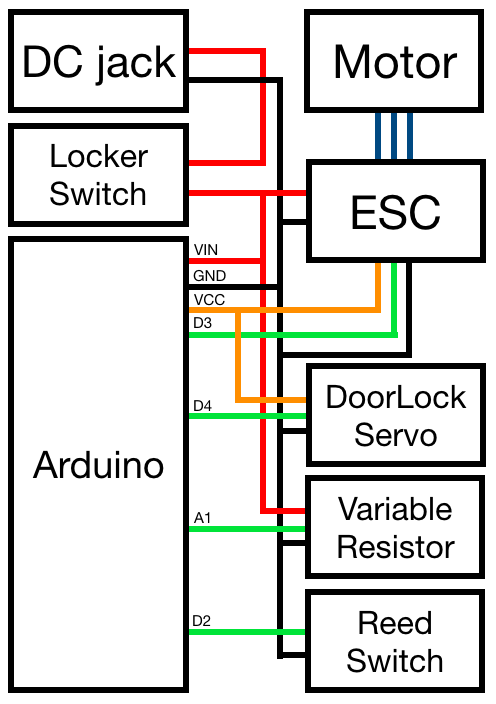 DC jack
Motor
Locker
Switch
ESC
VIN
GND
VCC
D3
D4
DoorLock
Servo
Arduino
A1
Variable
Resistor
D2
Reed
Switch